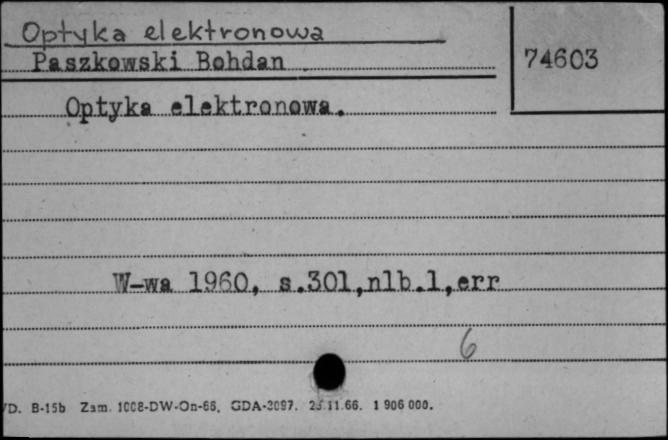 Optyka elektronowa
Paszkowski Bohdan
74603
Optyka elektronowa.
W-wa 1960, s.301,nlb.1,err
6
D. B-15b Zam. 1008-DW-On-66. GDA-3097. 25.11.66. 1 906 000.